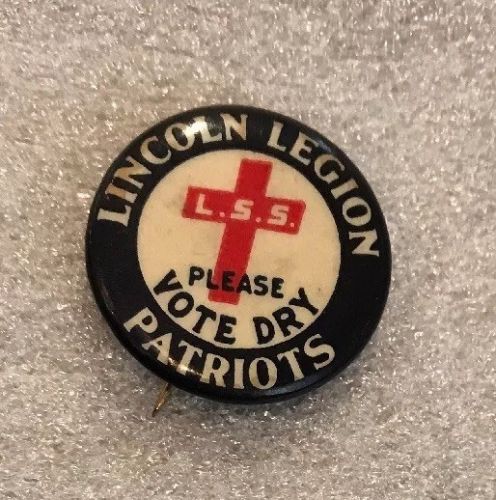 LINCOLN LEGION
L.S.S.
PLEASE
VOTE DRY
PATRIOTS